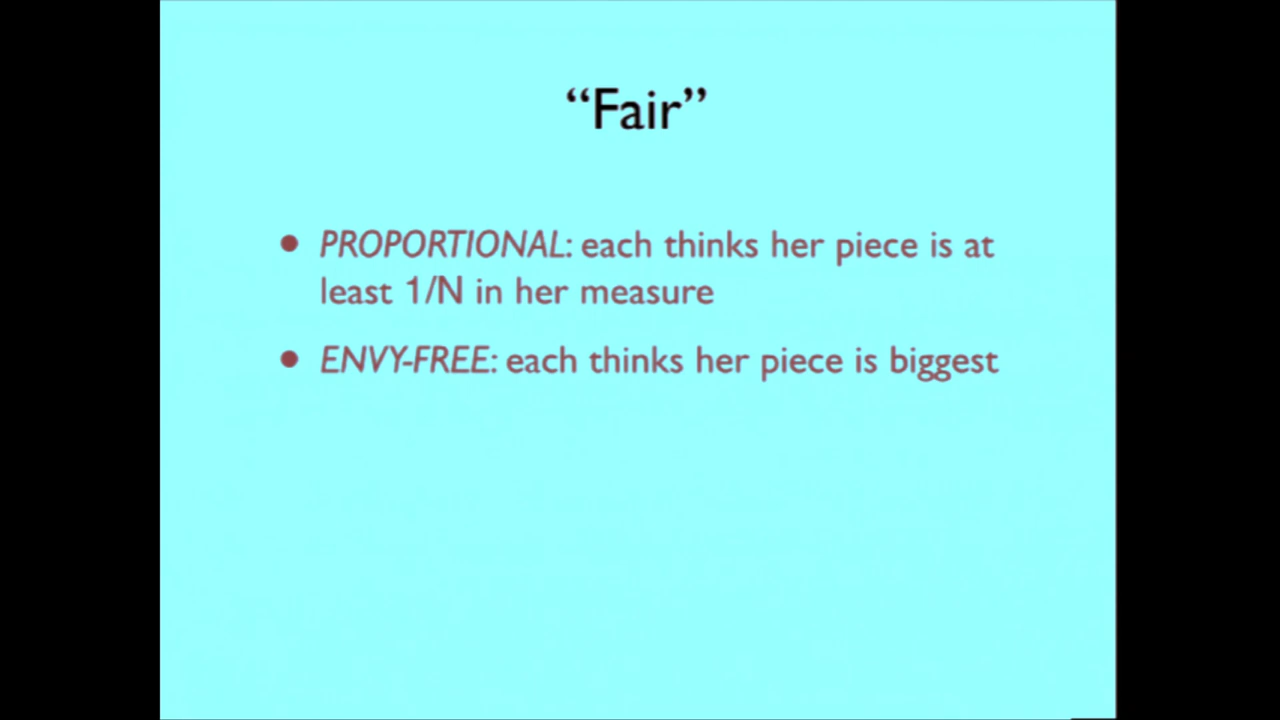 “Fair”
• PROPORTIONAL: each thinks her piece is at
least 1/N in her measure
• ENVY-FREE: each thinks her piece is biggest